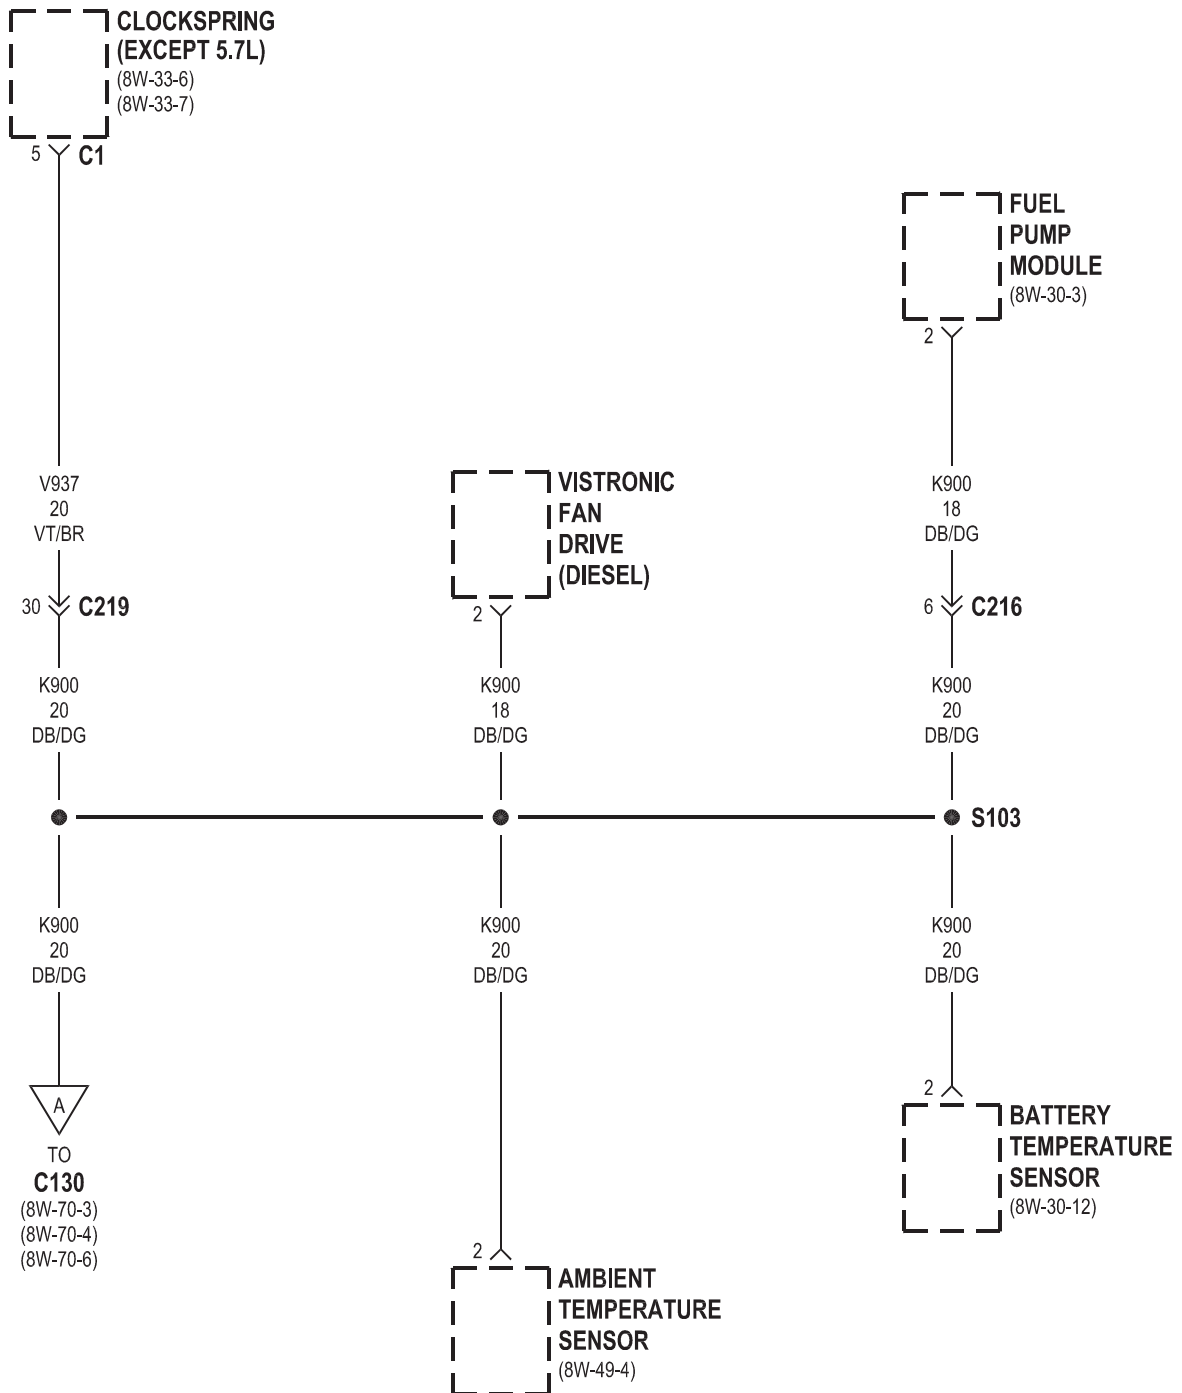 CLOCKSPRING
(EXCEPT 5.7L)
(8W-33-6)
(8W-33-7)
5
C1
FUEL
PUMP
MODULE
(8W-30-3)
2
V937
20
VT/BR
VISTRONIC
FAN
DRIVE
(DIESEL)
K900
18
DB/DG
30
C219
2
6
C216
K900
20
DB/DG
K900
18
DB/DG
K900
20
DB/DG
S103
K900
20
DB/DG
K900
20
DB/DG
K900
20
DB/DG
A
TO
C130
(8W-70-3)
(8W-70-4)
(8W-70-6)
2
BATTERY
TEMPERATURE
SENSOR
(8W-30-12)
2
AMBIENT
TEMPERATURE
SENSOR
(8W-49-4)